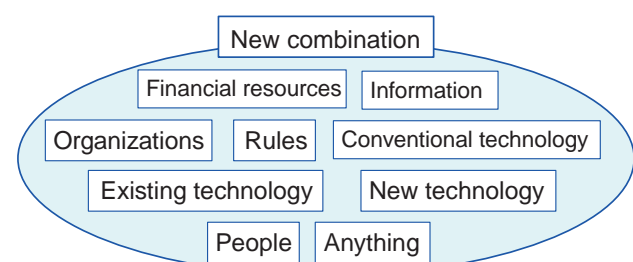 New combination
Financial resources
Information
Organizations
Rules
Conventional technology
Existing technology
New technology
People
Anything